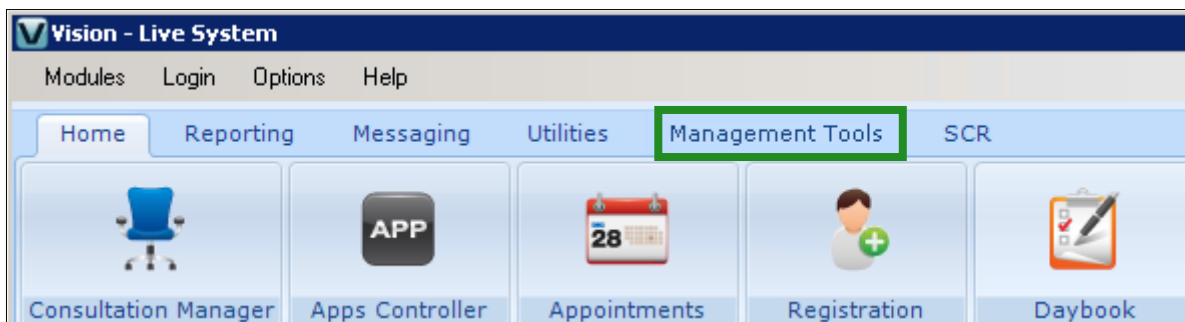 Vision - Live System
Modules Login Options Help
Home Reporting Messaging Utilities Management Tools SCR
APP
28
Consultation Manager Apps Controller Appointments Registration Daybook